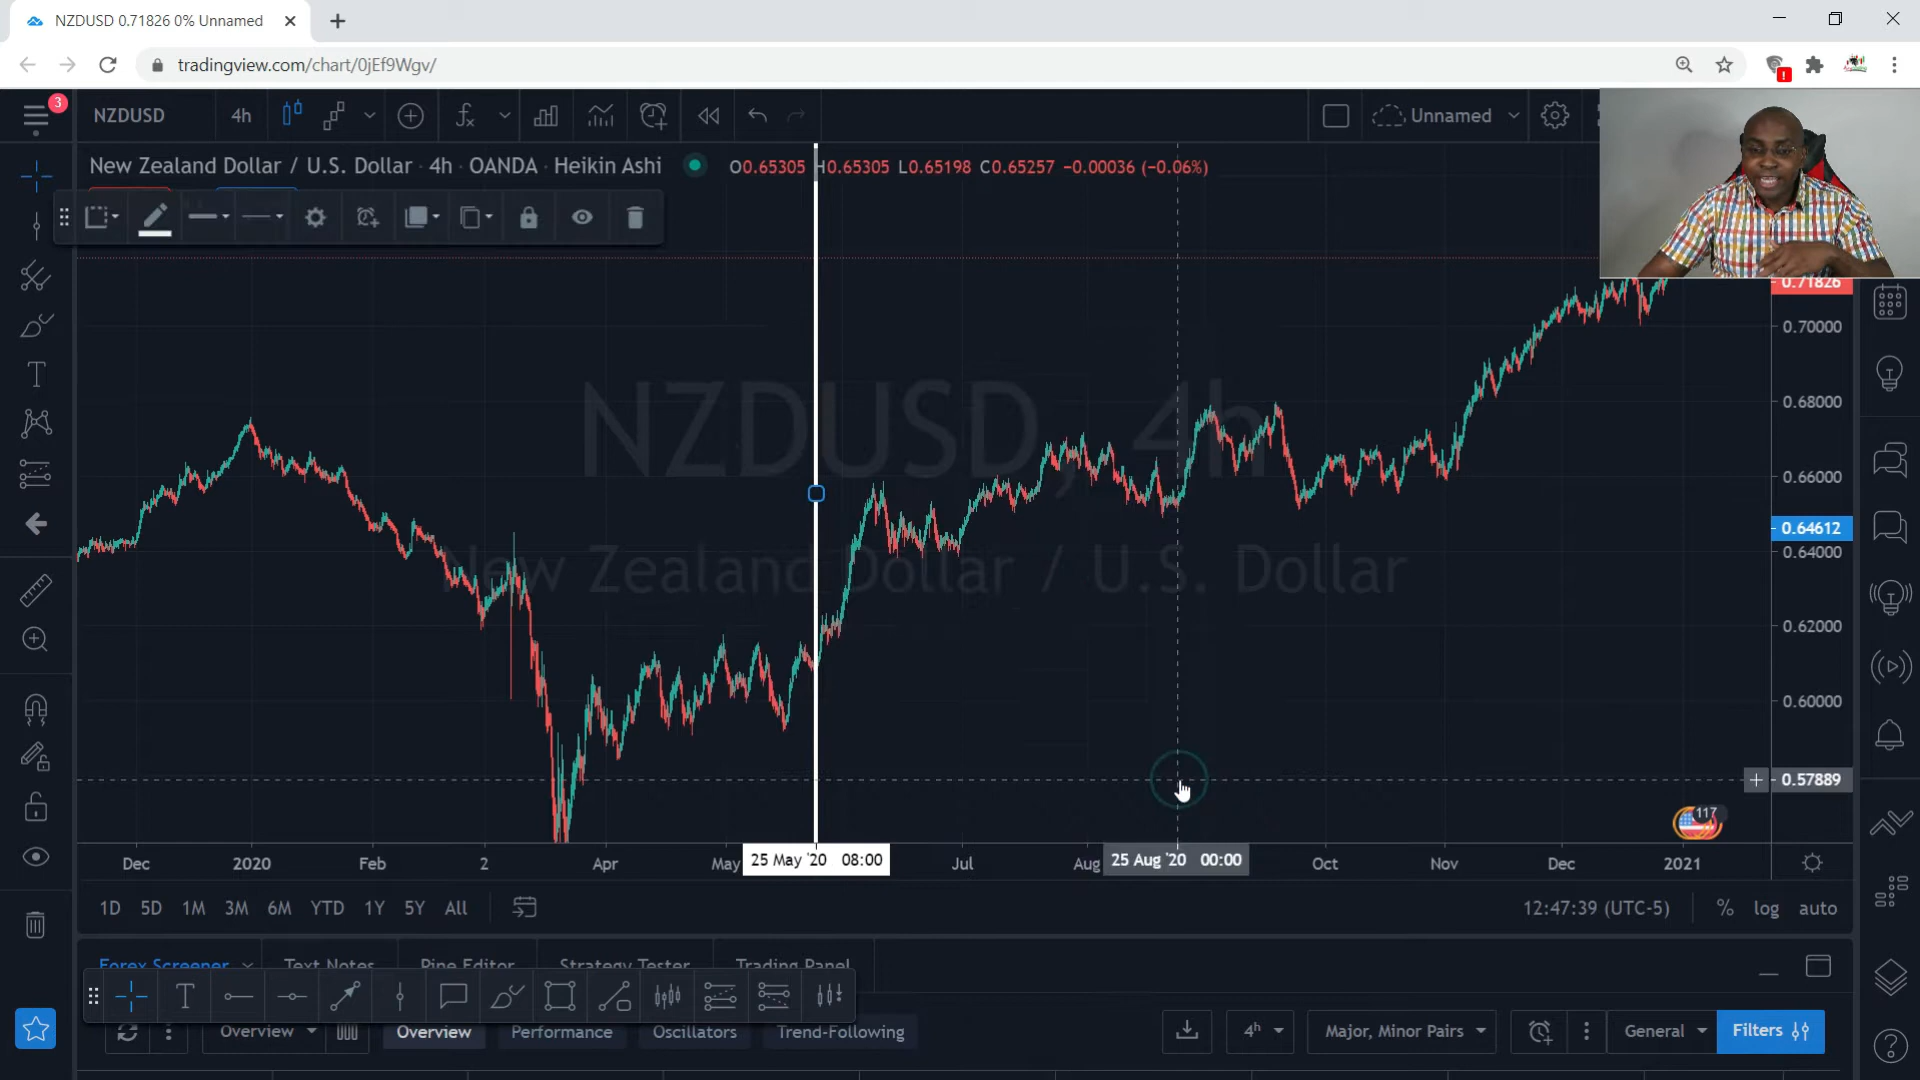 NZDUSD 0.71826 0% Unnamed
tradingview.com/chart/0jEf9Wgv/
3
NZDUSD 4h Unnamed
New Zealand Dollar / U.S. Dollar · 4h · OANDA · Heikin Ashi O0.65305 H0.65305 L0.65198 C0.65257 −0.00036 (−0.06%)
0.71826
0.70000
NZDUSD, 4h
0.68000
0.66000
0.64612
0.64000
New Zealand Dollar / U.S. Dollar
0.62000
0.60000
0.57889
117
Dec 2020 Feb 2 Apr May 25 May '20 08:00 Jul Aug 25 Aug '20 00:00 Oct Nov Dec 2021
1D 5D 1M 3M 6M YTD 1Y 5Y All 12:47:39 (UTC-5) % log auto
Forex Screener Text Notes Pine Editor Strategy Tester Trading Panel
Overview Overview Performance Oscillators Trend-Following 4h Major, Minor Pairs General Filters